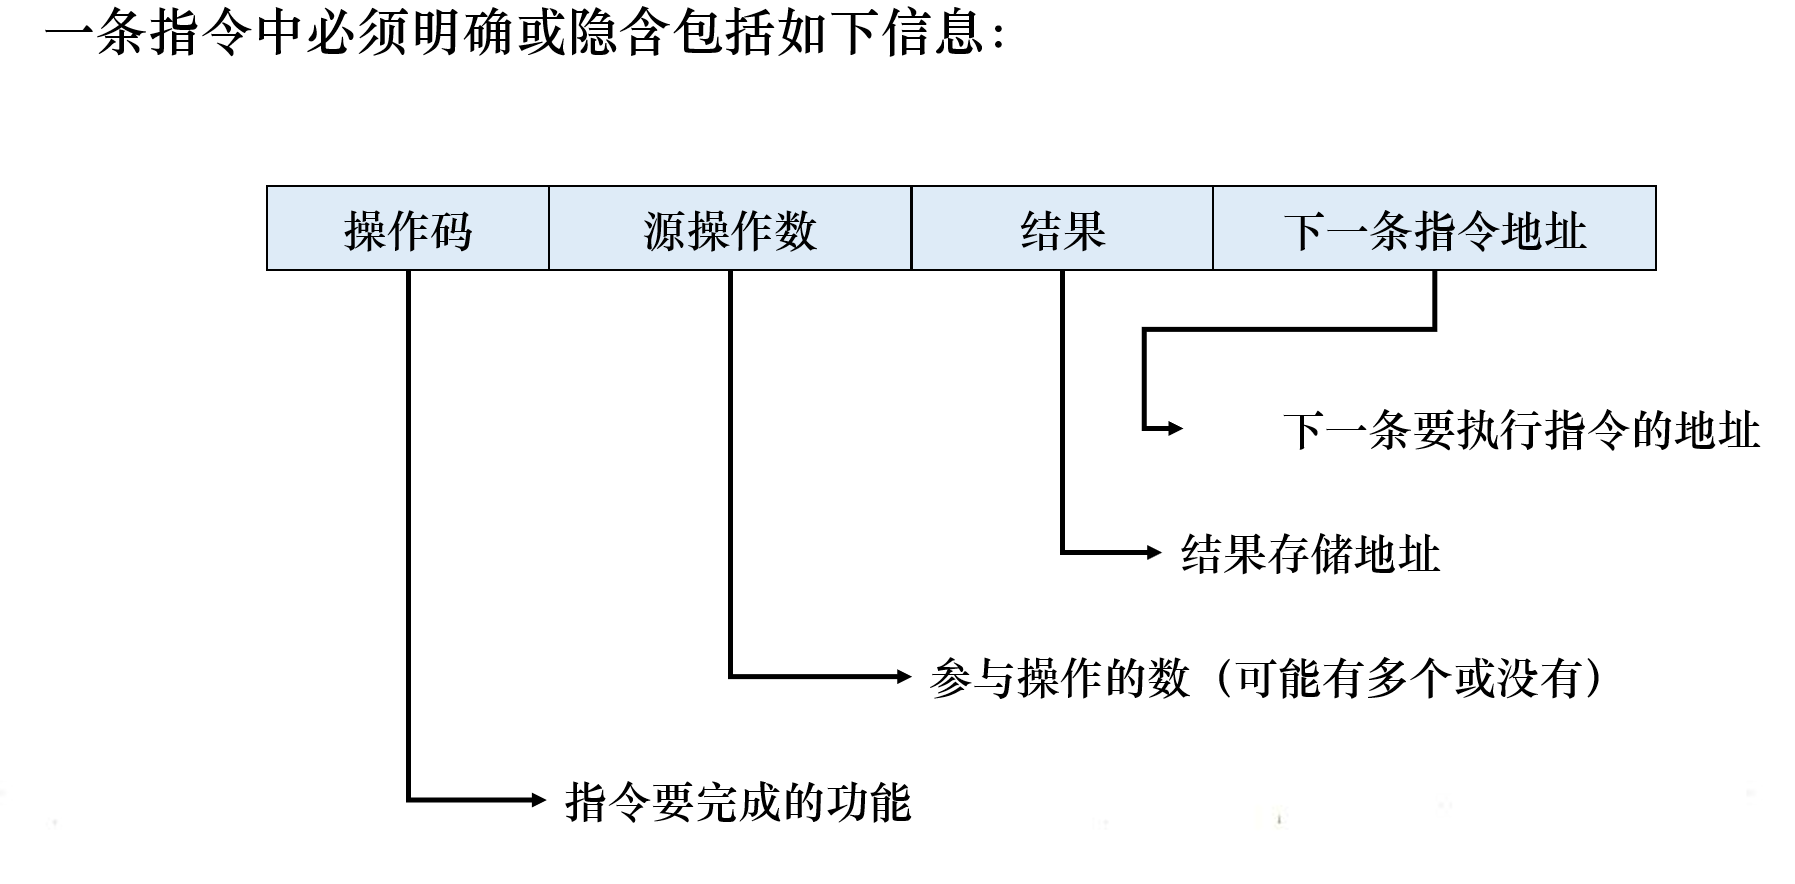 一条指令中必须明确或隐含包括如下信息：
操作码 源操作数 结果 下一条指令地址
下一条要执行指令的地址
结果存储地址
参与操作的数（可能有多个或没有）
指令要完成的功能